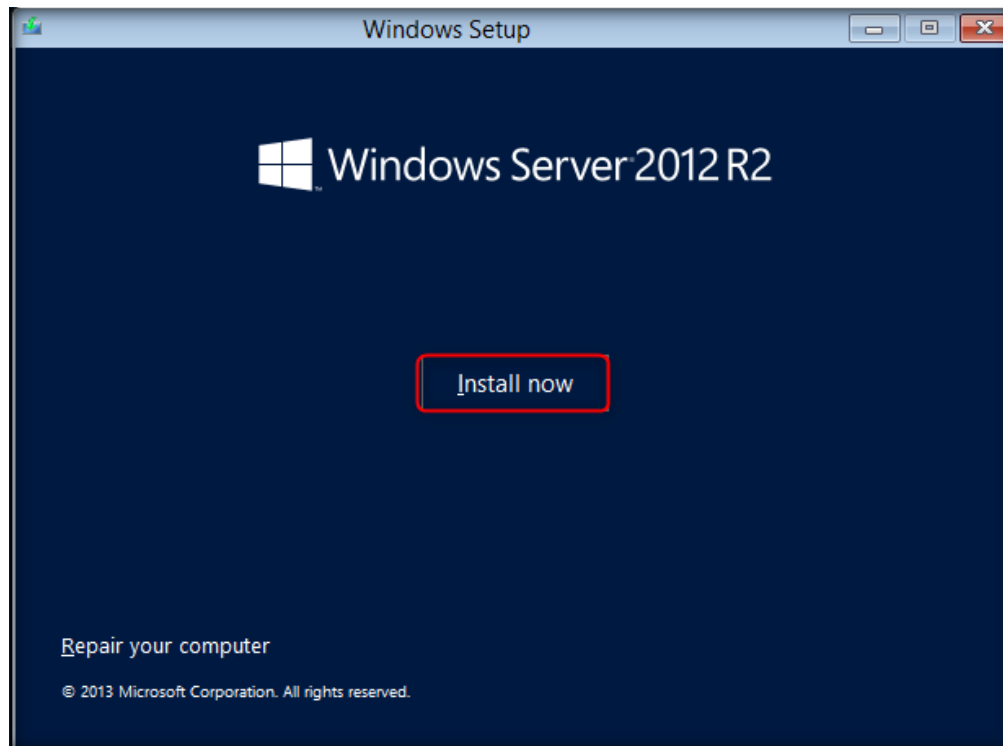 Windows Setup
Windows Server 2012 R2
Install now
Repair your computer
© 2013 Microsoft Corporation. All rights reserved.